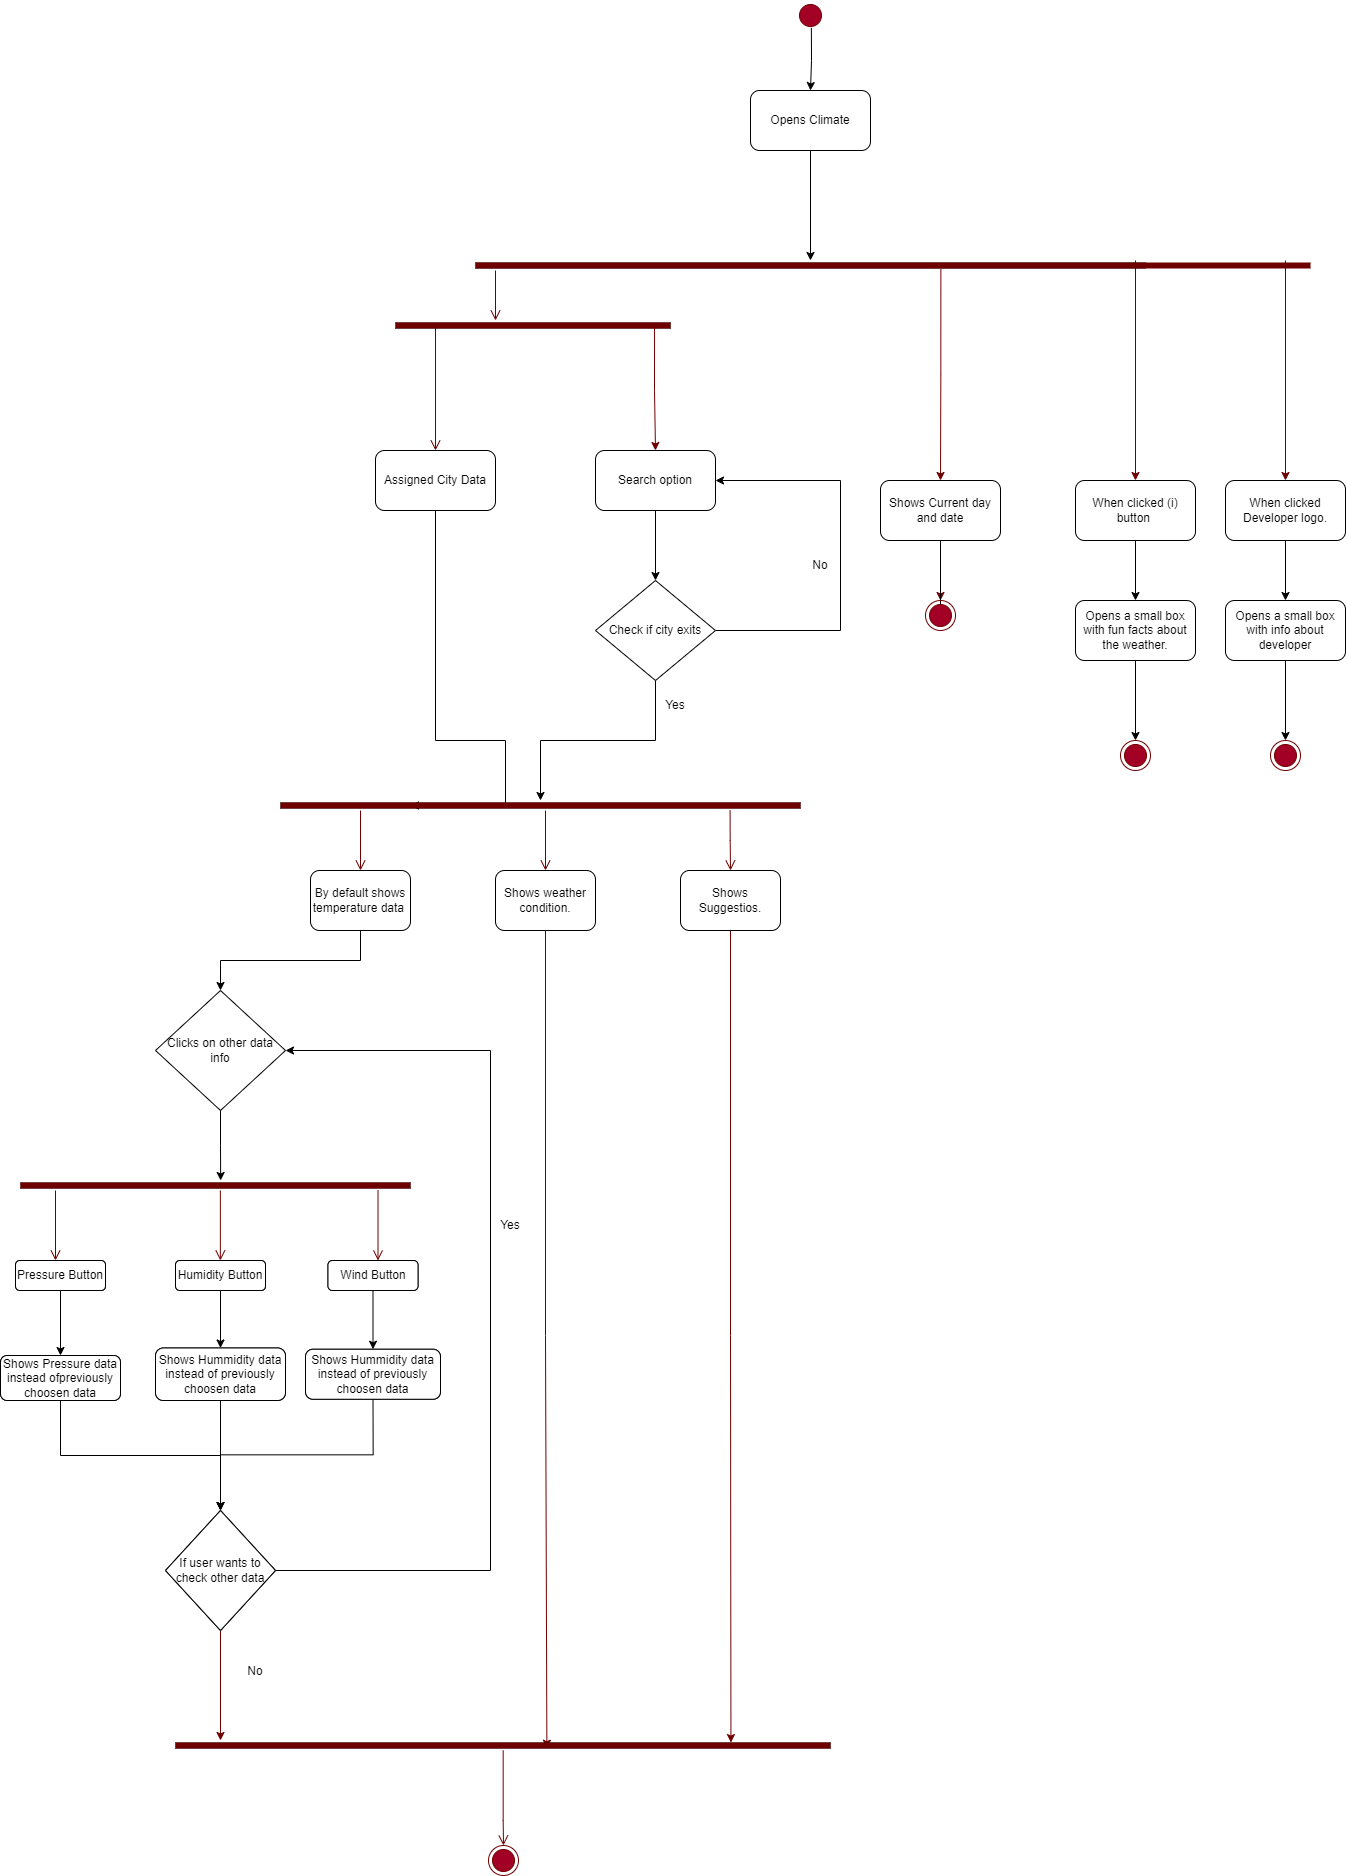 Opens Climate
Assigned City Data
Search option
Shows Current day
and date
When clicked (i)
button
When clicked
Developer logo.
No
Check if city exits
Opens a small box
with fun facts about
the weather.
Opens a small box
with info about
developer
Yes
By default shows
temperature data
Shows weather
condition.
Shows
Suggestios.
Clicks on other data
info
Yes
Pressure Button
Humidity Button
Wind Button
Shows Pressure data
instead ofpreviously
choosen data
Shows Hummidity data
instead of previously
choosen data
Shows Hummidity data
instead of previously
choosen data
If user wants to
check other data
No